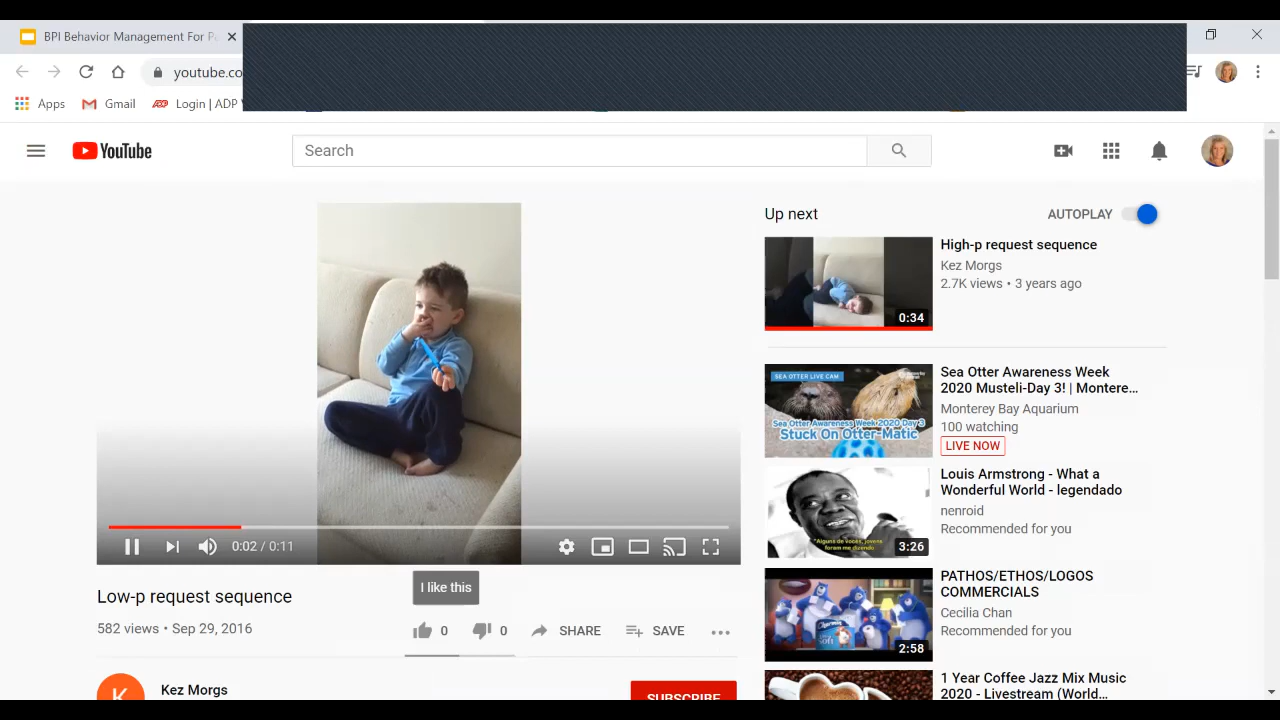 BPI Behavior Management For P
youtube.co
Apps
Gmail
Login | ADP
YouTube
Search
Up next
AUTOPLAY
High-p request sequence
Kez Morgs
2.7K views • 3 years ago
0:34
SEA OTTER LIVE CAM
Sea Otter Awareness Week 2020 Day 3
Stuck On Otter-Matic
Sea Otter Awareness Week
2020 Musteli-Day 3! | Montere...
Monterey Bay Aquarium
100 watching
LIVE NOW
Louis Armstrong - What a
Wonderful World - legendado
nenroid
Recommended for you
3:26
0:02 / 0:11
I like this
Low-p request sequence
582 views • Sep 29, 2016
0
0
SHARE
SAVE
PATHOS/ETHOS/LOGOS
COMMERCIALS
Cecilia Chan
Recommended for you
2:58
K
Kez Morgs
SUBSCRIBE
1 Year Coffee Jazz Mix Music
2020 - Livestream (World...